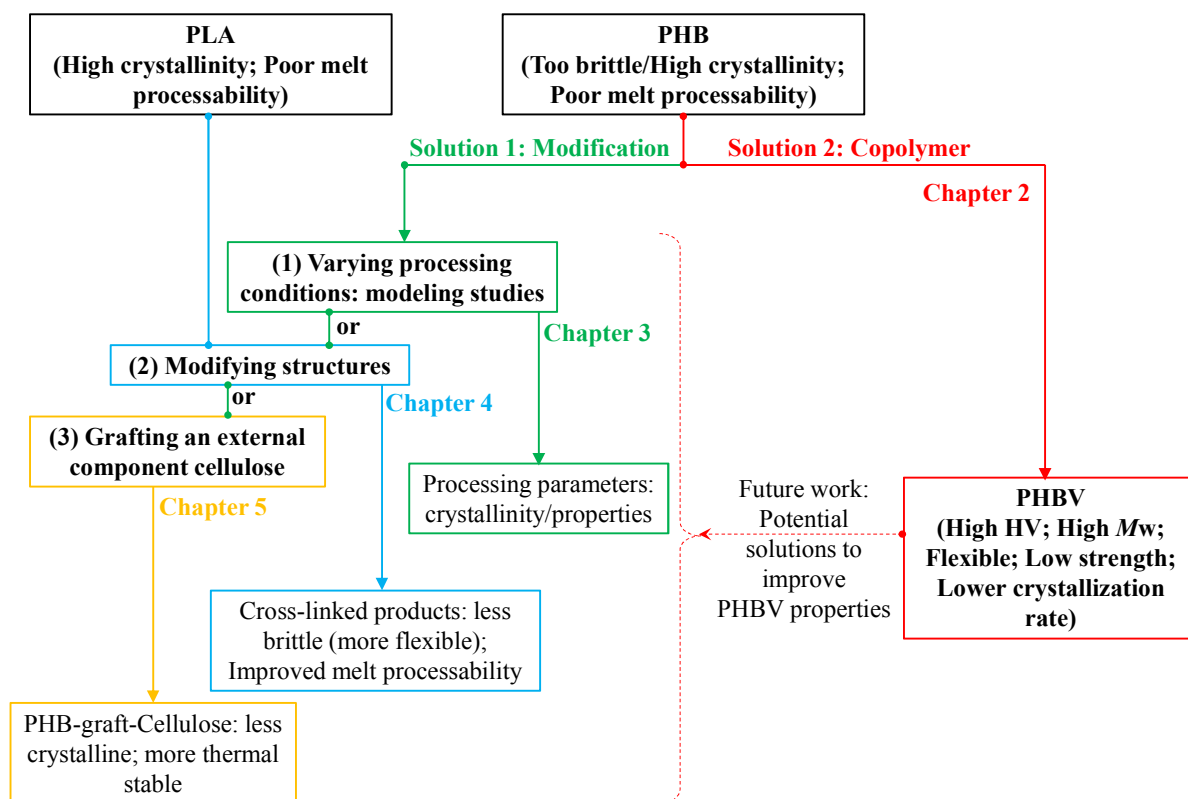 PLA
(High crystallinity; Poor melt
processability)
PHB
(Too brittle/High crystallinity;
Poor melt processability)
Solution 1: Modification
Solution 2: Copolymer
Chapter 2
(1) Varying processing
conditions: modeling studies
or
Chapter 3
(2) Modifying structures
or
Chapter 4
(3) Grafting an external
component cellulose
Chapter 5
Processing parameters:
crystallinity/properties
Future work:
Potential
solutions to
improve
PHBV properties
PHBV
(High HV; High Mw;
Flexible; Low strength;
Lower crystallization
rate)
Cross-linked products: less
brittle (more flexible);
Improved melt processability
PHB-graft-Cellulose: less
crystalline; more thermal
stable